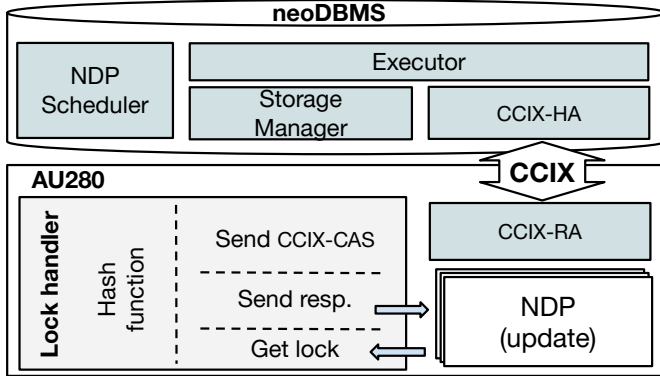 neoDBMS
NDP
Scheduler
Executor
Storage
Manager
CCIX-HA
CCIX
AU280
Lock handler
Hash
function
Send CCIX-CAS
Send resp.
Get lock
CCIX-RA
NDP
(update)